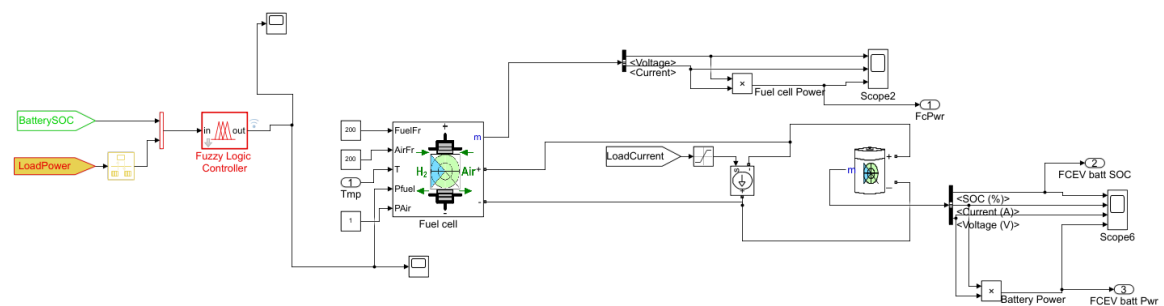 BatterySOC
LoadPower
in
out
Fuzzy Logic
Controller
200
200
1
Tmp
1
FuelFr
AirFr
T
Pfuel
PAir
+
m
+
-
H2
Air
Fuel cell
<Voltage>
<Current>
×
Fuel cell Power
Scope2
1
FcPwr
LoadCurrent
s
+
-
m
+
_
<SOC (%)>
<Current (A)>
<Voltage (V)>
2
FCEV batt SOC
Scope6
×
Battery Power
3
FCEV batt Pwr